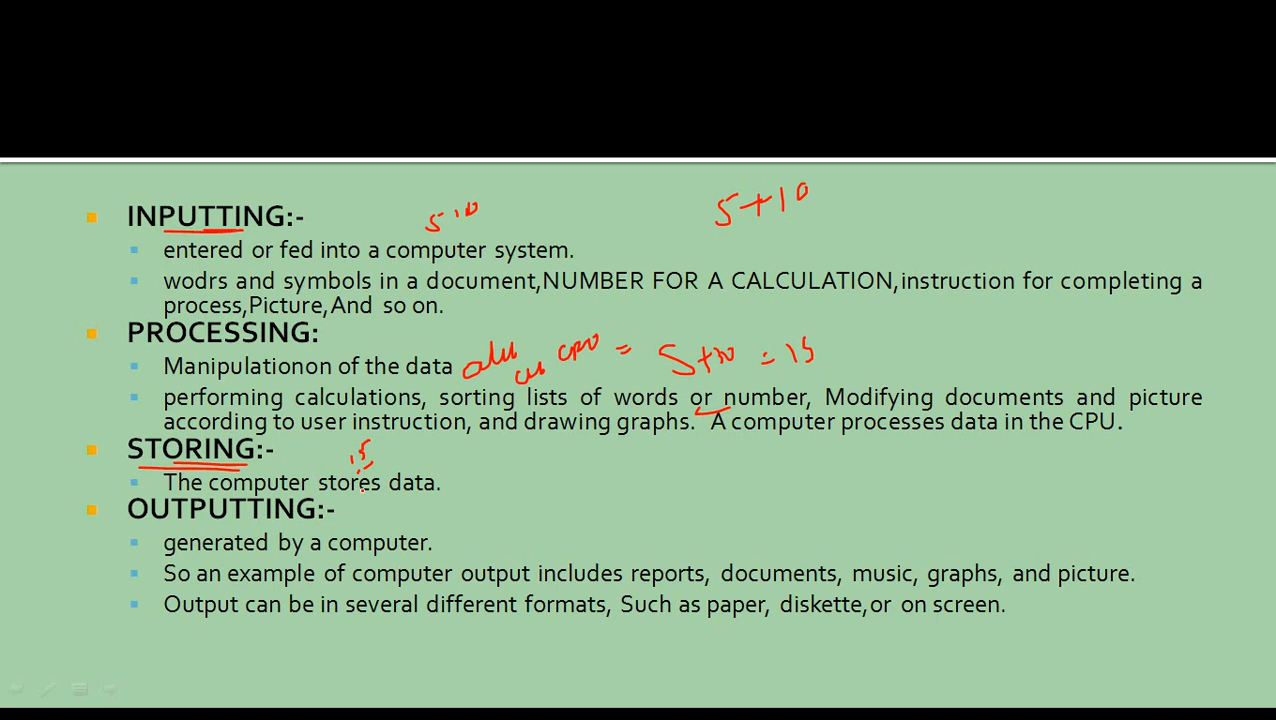 5+10
INPUTTING:- 5 10
entered or fed into a computer system.
wodrs and symbols in a document,NUMBER FOR A CALCULATION,instruction for completing a
process,Picture,And so on.
PROCESSING:
Manipulationon of the data alu cu CPU = 5+10 = 15
performing calculations, sorting lists of words or number, Modifying documents and picture
according to user instruction, and drawing graphs. A computer processes data in the CPU.
STORING:- 15
The computer stores data.
OUTPUTTING:-
generated by a computer.
So an example of computer output includes reports, documents, music, graphs, and picture.
Output can be in several different formats, Such as paper, diskette,or on screen.